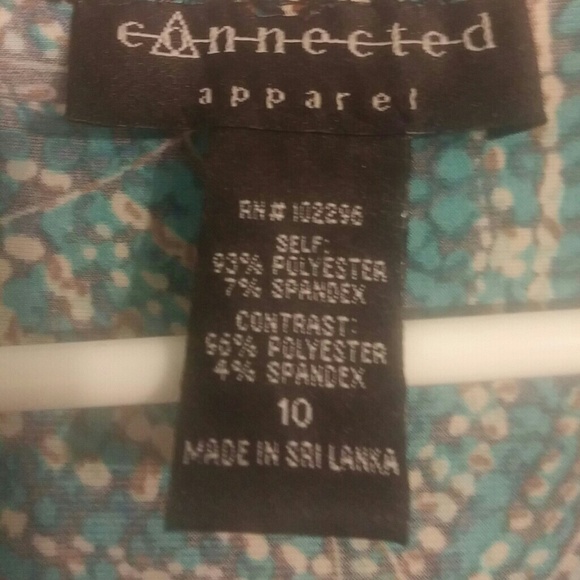 connected
apparel
RN# 102296
SELF:
93% POLYESTER
7% SPANDEX
CONTRAST:
96% POLYESTER
4% SPANDEX
10
MADE IN SRI LANKA